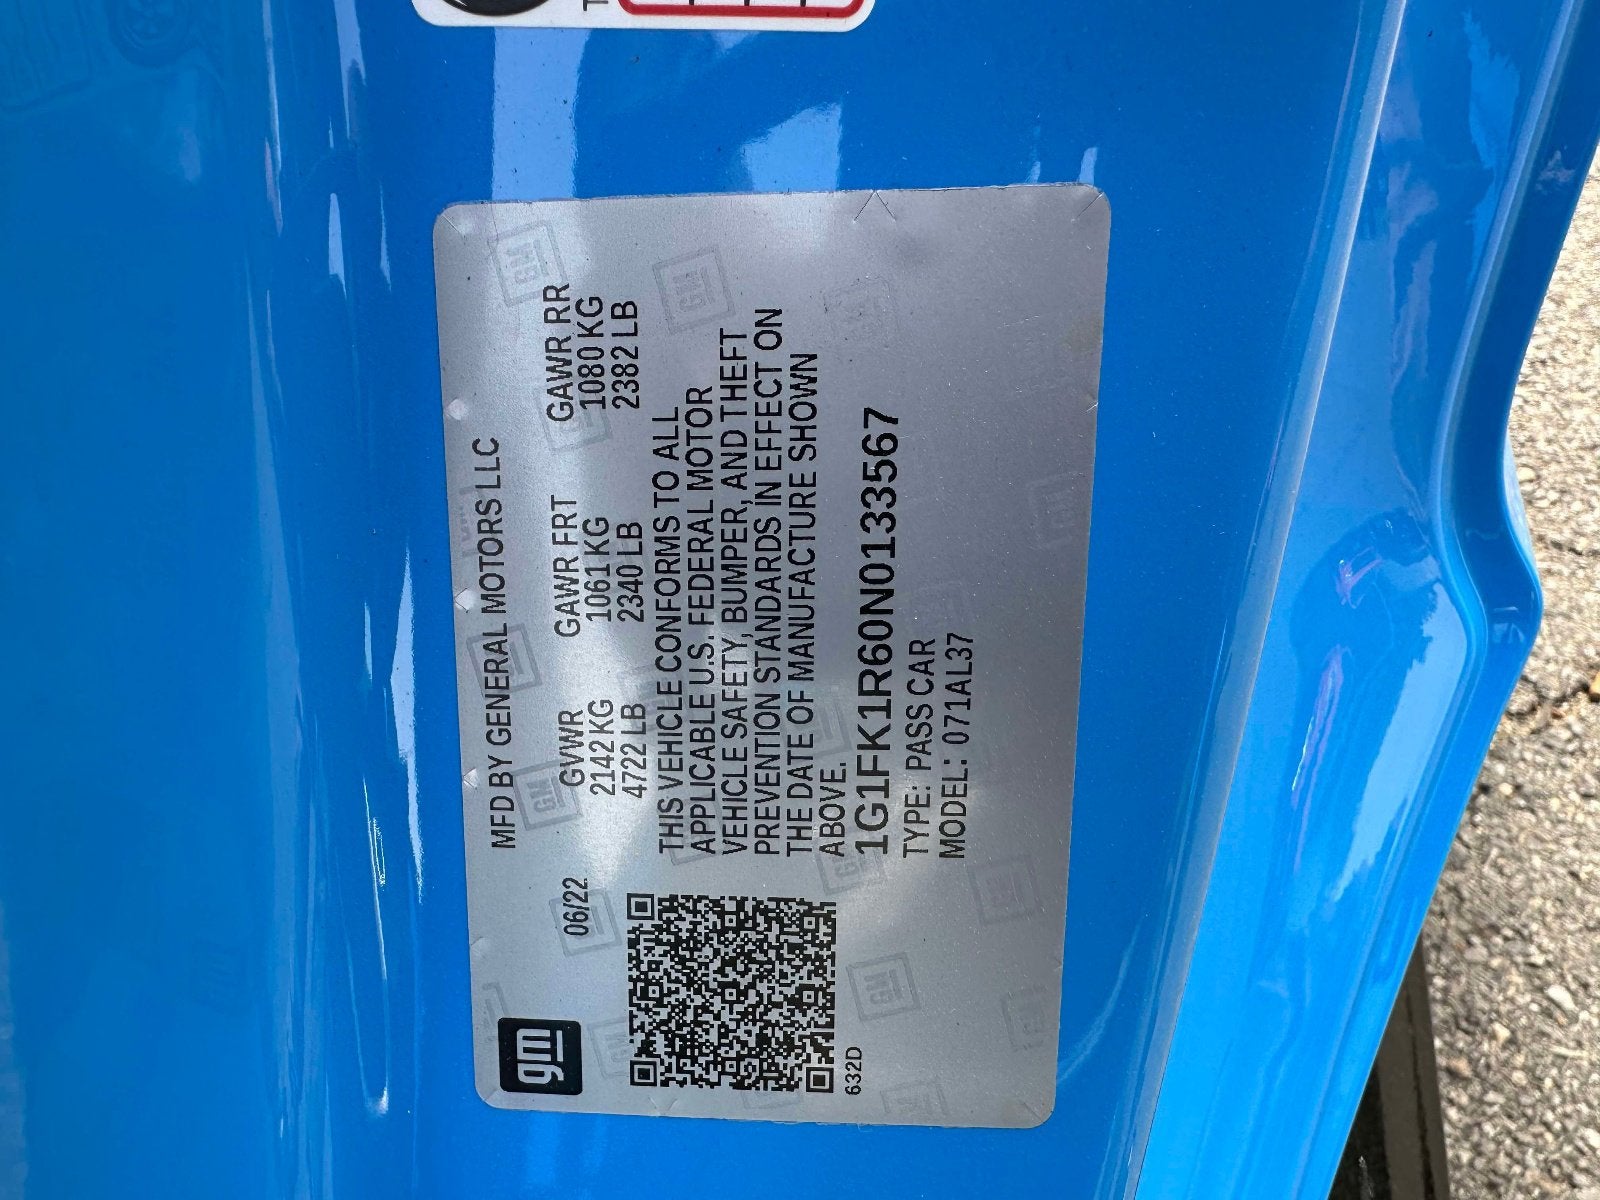 gm
MFD BY GENERAL MOTORS LLC
06/22
GVWR GAWR FRT GAWR RR
2142 KG 1061 KG 1080 KG
4722 LB 2340 LB 2382 LB
THIS VEHICLE CONFORMS TO ALL
APPLICABLE U.S. FEDERAL MOTOR
VEHICLE SAFETY, BUMPER, AND THEFT
PREVENTION STANDARDS IN EFFECT ON
THE DATE OF MANUFACTURE SHOWN
ABOVE.
1G1FK1R60N0133567
TYPE: PASS CAR
MODEL: 071AL37
632D